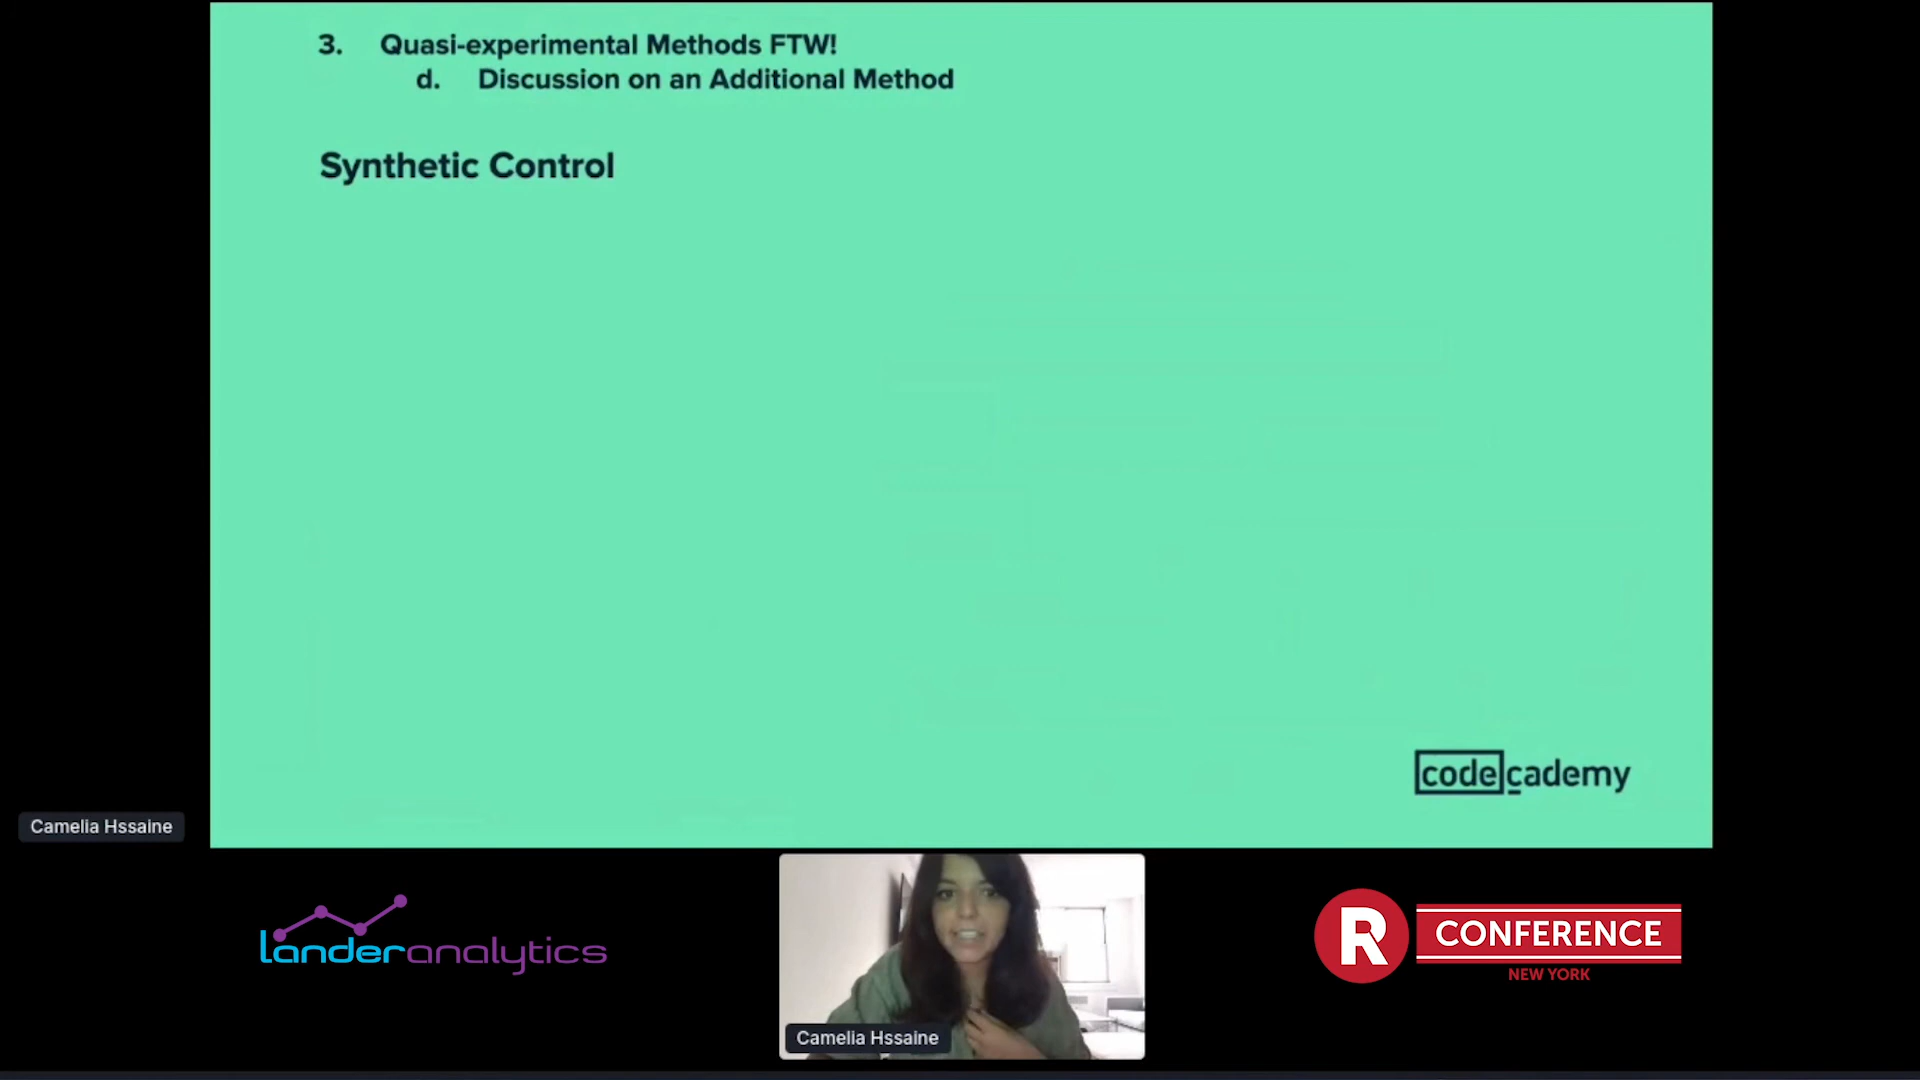 3. Quasi-experimental Methods FTW!
d. Discussion on an Additional Method
Synthetic Control
codecademy
Camelia Hssaine
landeranalytics
Camelia Hssaine
R CONFERENCE
NEW YORK